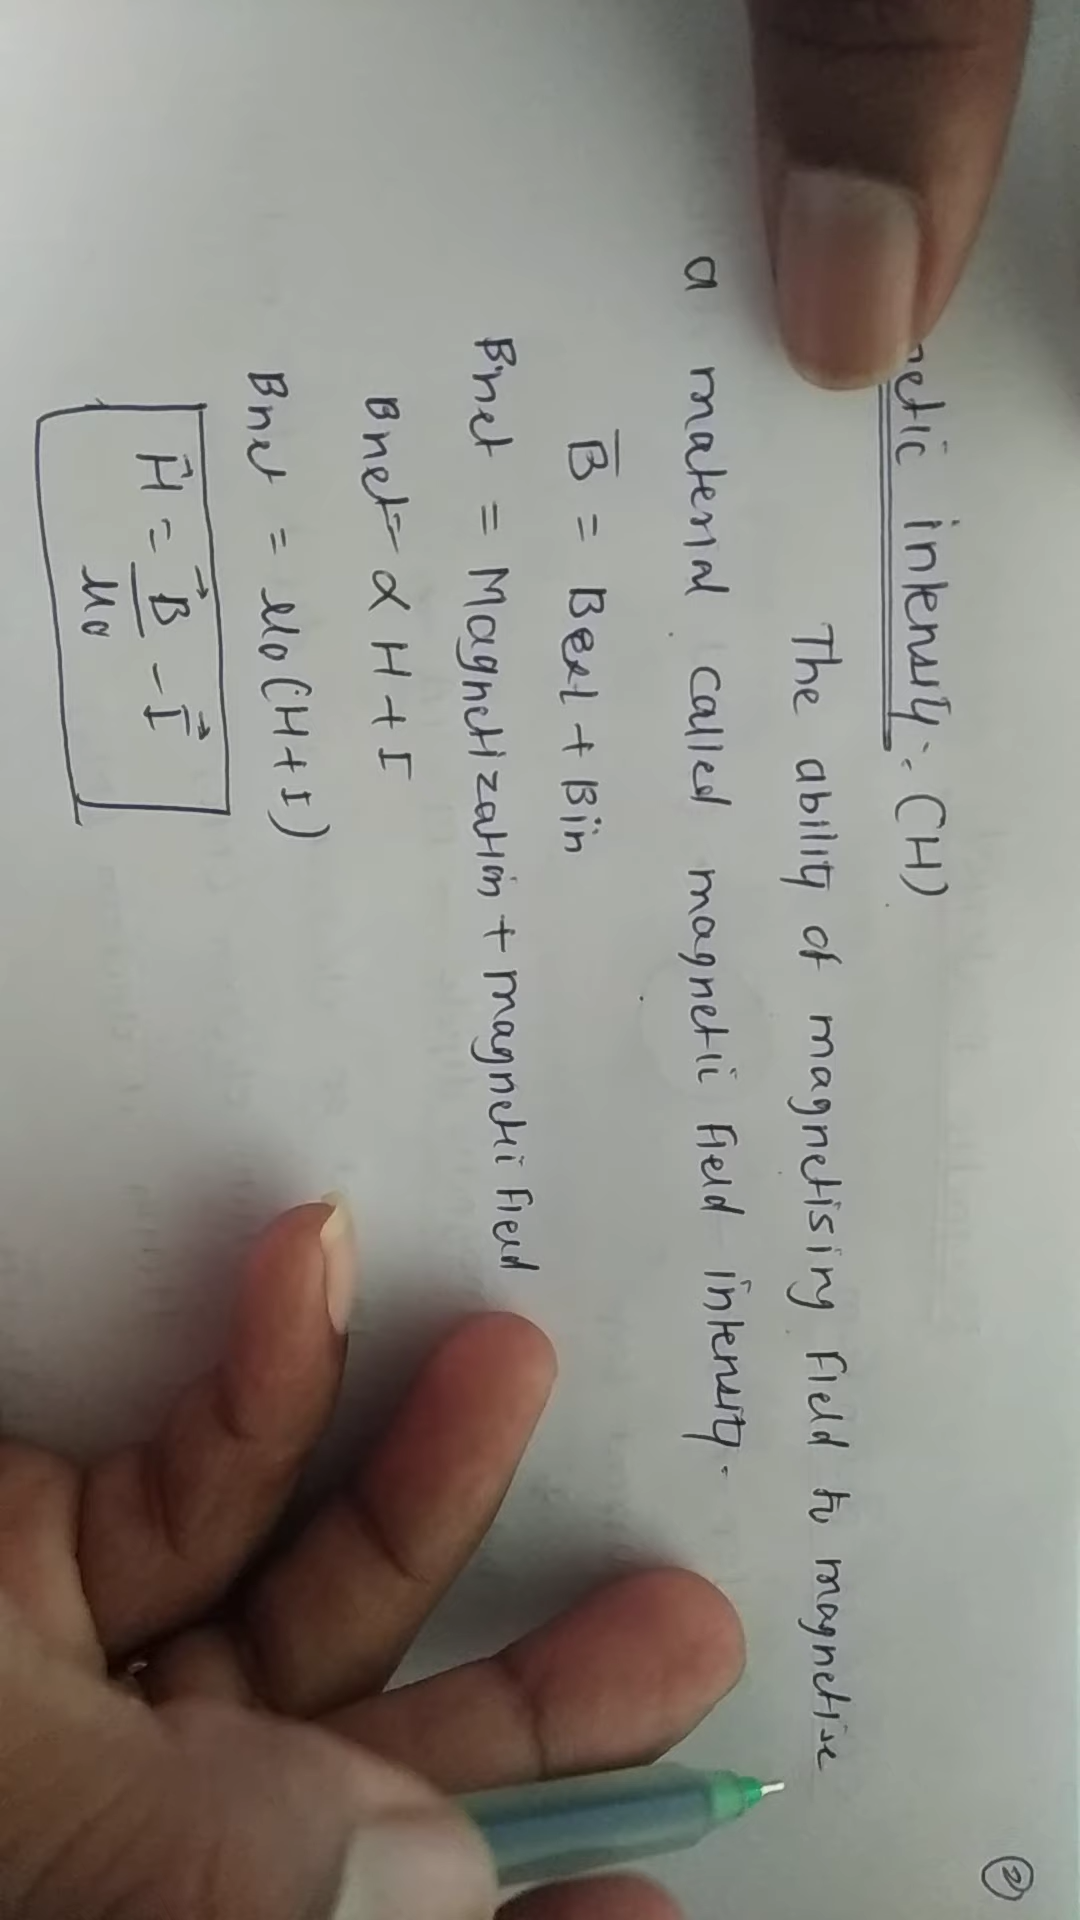 ②
netic intensity:- (H)
The ability of magnetising field to magnetise
a material called magnetic field intensity.
B̅ = Bext + Bin
Bnet = Magnetization + magnetic field
Bnet ∝ H + I
Bnet = μ0 (H + I)
H⃗ = B⃗/μ0 - I⃗